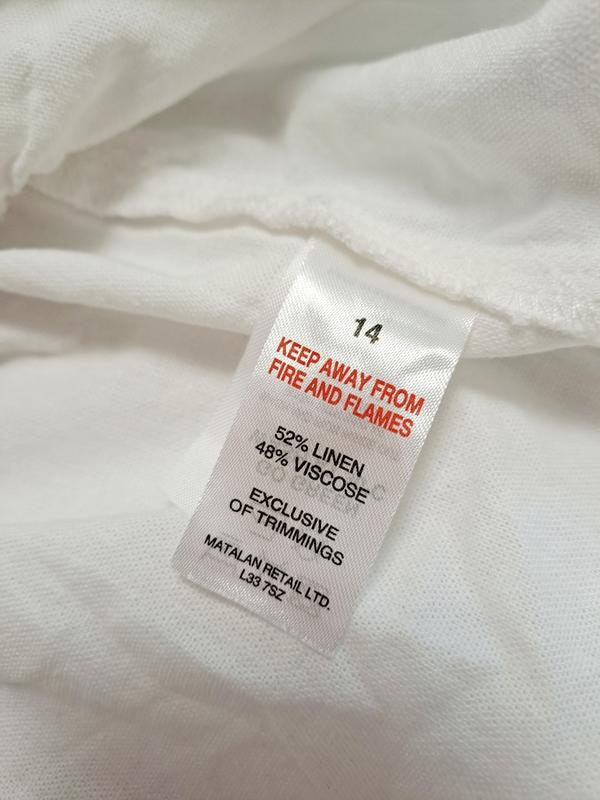 14
KEEP AWAY FROM
FIRE AND FLAMES
52% LINEN
48% VISCOSE
EXCLUSIVE
OF TRIMMINGS
MATALAN RETAIL LTD.
L33 7SZ